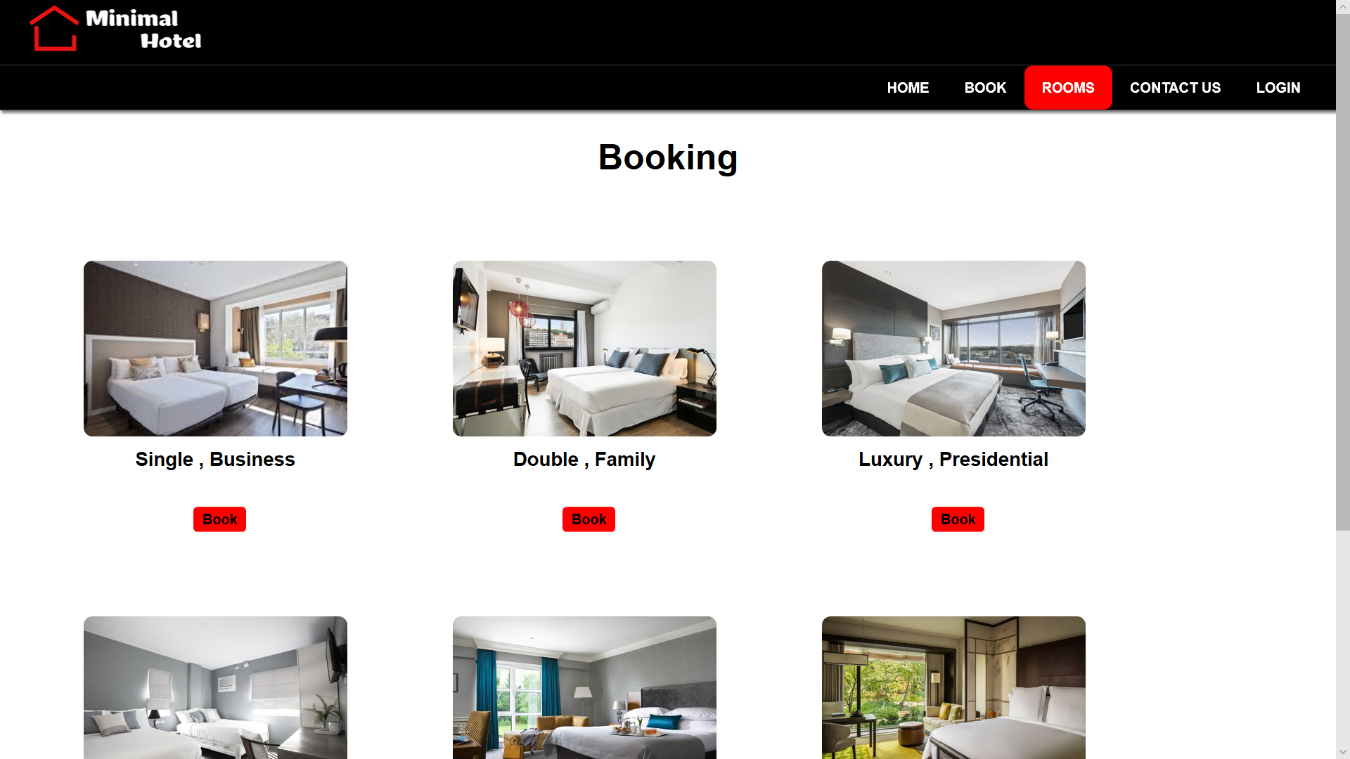 Minimal
Hotel
HOME BOOK ROOMS CONTACT US LOGIN
Booking
Single , Business
Double , Family
Luxury , Presidential
Book
Book
Book